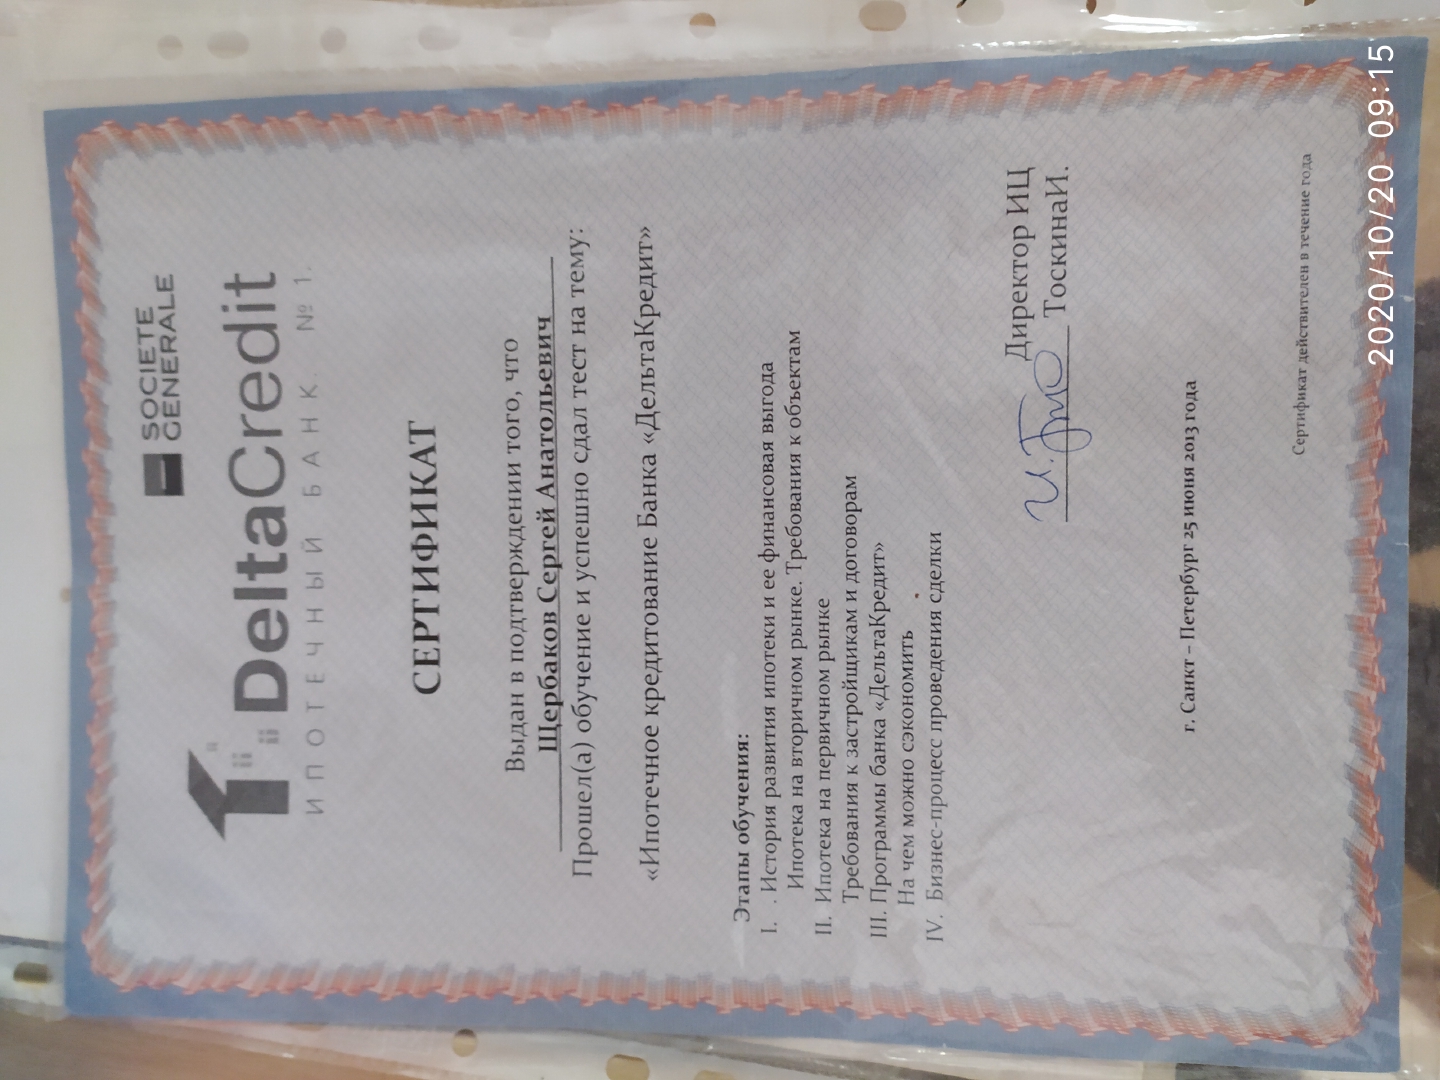 SOCIETE
GENERALE
DeltaCredit
ИПОТЕЧНЫЙ БАНК. № 1.
СЕРТИФИКАТ
Выдан в подтверждении того, что
Щербаков Сергей Анатольевич
Прошел(а) обучение и успешно сдал тест на тему:
«Ипотечное кредитование Банка «ДельтаКредит»
Этапы обучения:
I. . История развития ипотеки и ее финансовая выгода
Ипотека на вторичном рынке. Требования к объектам
II. Ипотека на первичном рынке
Требования к застройщикам и договорам
III. Программы банка «ДельтаКредит»
На чем можно сэкономить
IV. Бизнес-процесс проведения сделки
Директор ИЦ
ТоскинаИ.
г. Санкт – Петербург 25 июня 2013 года
Сертификат действителен в течение года
2020/10/20 09:15